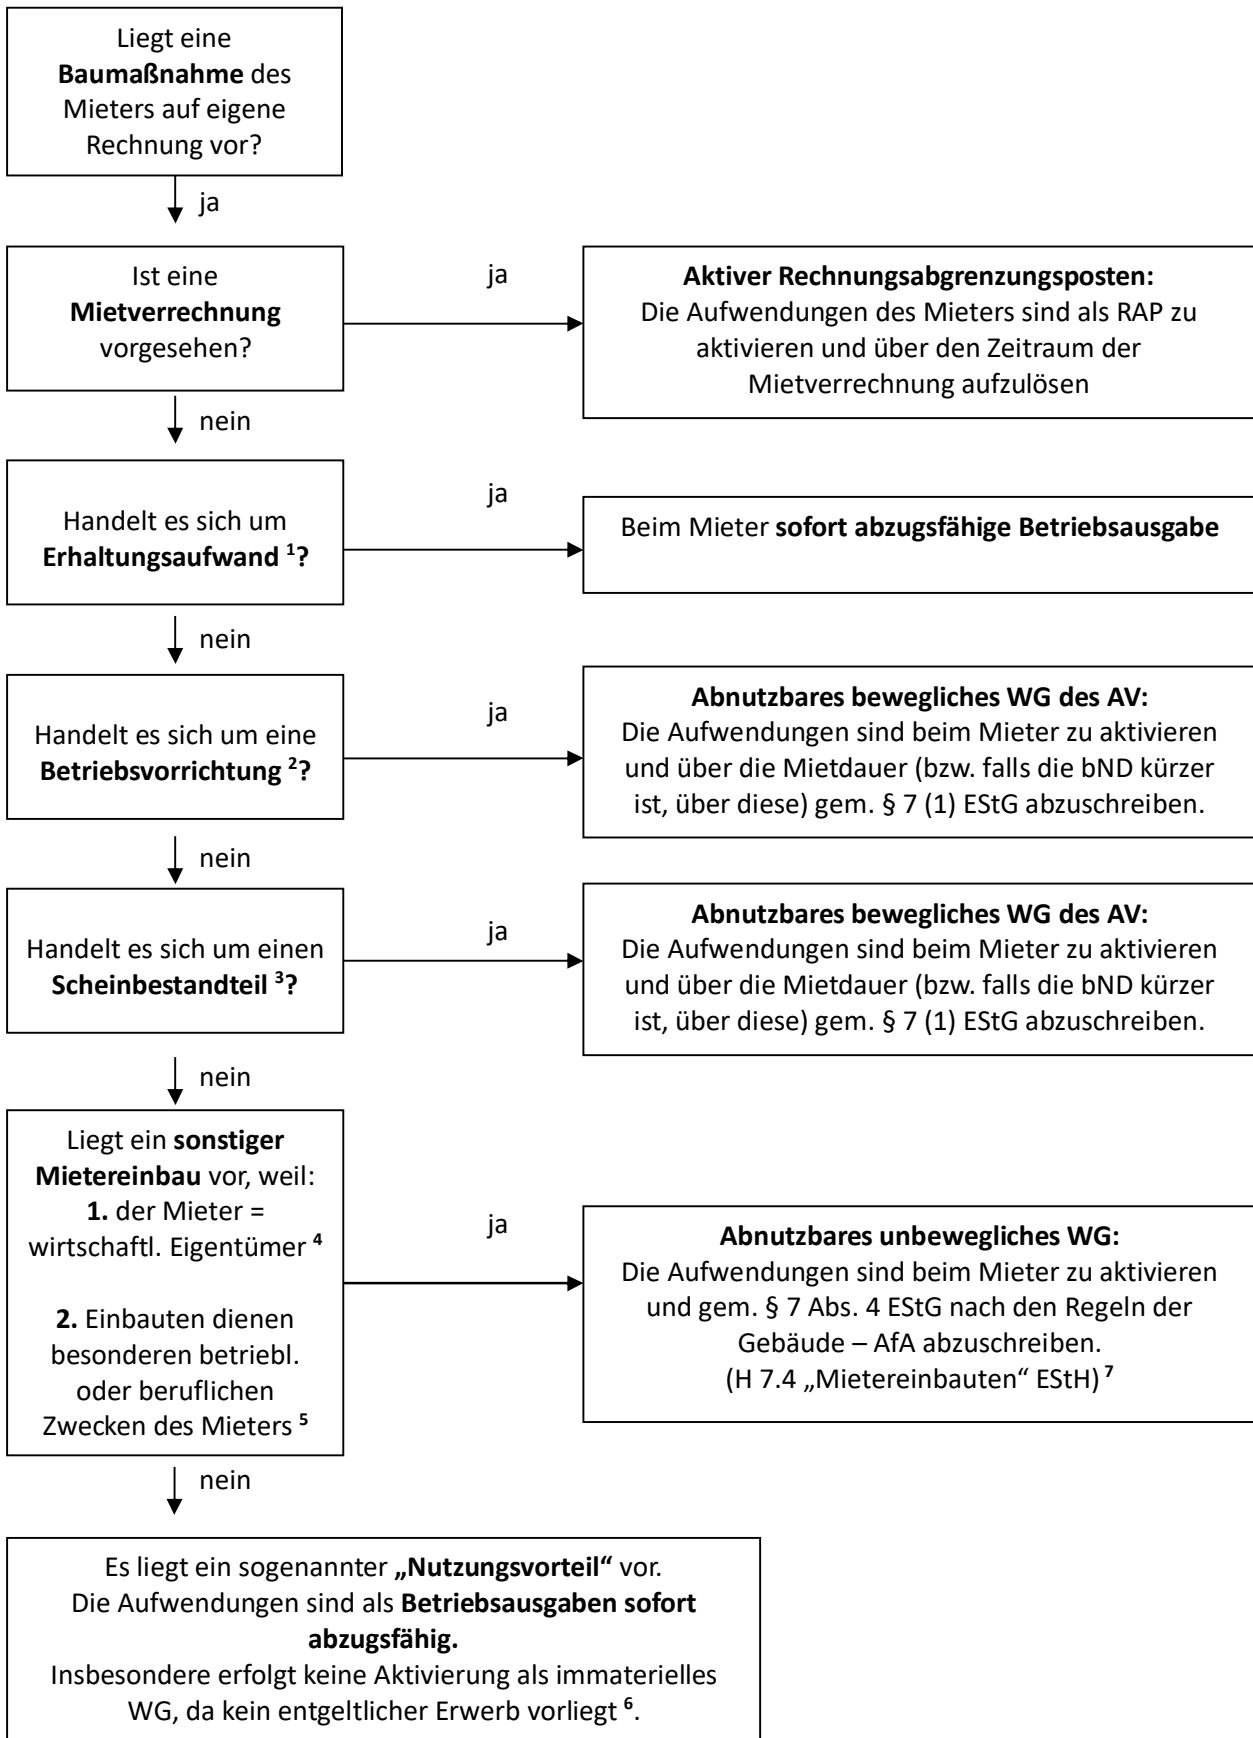 Liegt eine
Baumaßnahme des
Mieters auf eigene
Rechnung vor?
ja
Ist eine
Mietverrechnung
vorgesehen?
ja
Aktiver Rechnungsabgrenzungsposten:
Die Aufwendungen des Mieters sind als RAP zu
aktivieren und über den Zeitraum der
Mietverrechnung aufzulösen
nein
Handelt es sich um
Erhaltungsaufwand ¹?
ja
Beim Mieter sofort abzugsfähige Betriebsausgabe
nein
Handelt es sich um eine
Betriebsvorrichtung ²?
ja
Abnutzbares bewegliches WG des AV:
Die Aufwendungen sind beim Mieter zu aktivieren
und über die Mietdauer (bzw. falls die bND kürzer
ist, über diese) gem. § 7 (1) EStG abzuschreiben.
nein
Handelt es sich um einen
Scheinbestandteil ³?
ja
Abnutzbares bewegliches WG des AV:
Die Aufwendungen sind beim Mieter zu aktivieren
und über die Mietdauer (bzw. falls die bND kürzer
ist, über diese) gem. § 7 (1) EStG abzuschreiben.
nein
Liegt ein sonstiger
Mietereinbau vor, weil:
1. der Mieter =
wirtschaftl. Eigentümer ⁴
2. Einbauten dienen
besonderen betriebl.
oder beruflichen
Zwecken des Mieters ⁵
ja
Abnutzbares unbewegliches WG:
Die Aufwendungen sind beim Mieter zu aktivieren
und gem. § 7 Abs. 4 EStG nach den Regeln der
Gebäude – AfA abzuschreiben.
(H 7.4 „Mietereinbauten“ EStH) ⁷
nein
Es liegt ein sogenannter „Nutzungsvorteil“ vor.
Die Aufwendungen sind als Betriebsausgaben sofort
abzugsfähig.
Insbesondere erfolgt keine Aktivierung als immaterielles
WG, da kein entgeltlicher Erwerb vorliegt ⁶.